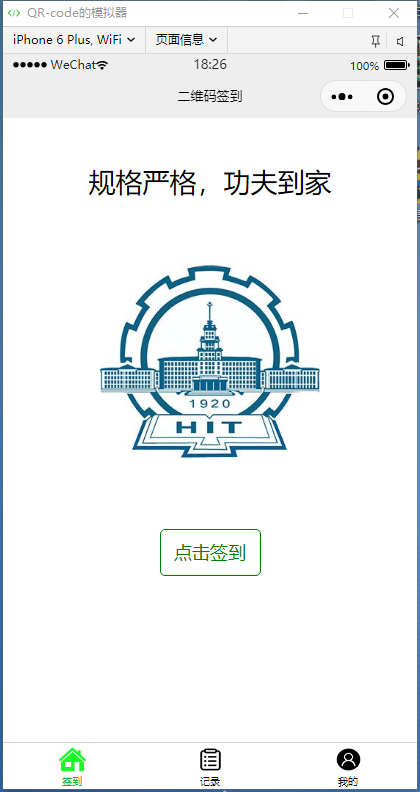 QR-code的模拟器
iPhone 6 Plus, WiFi 页面信息
WeChat 18:26 100%
二维码签到
规格严格，功夫到家
1920
HIT
点击签到
签到 记录 我的